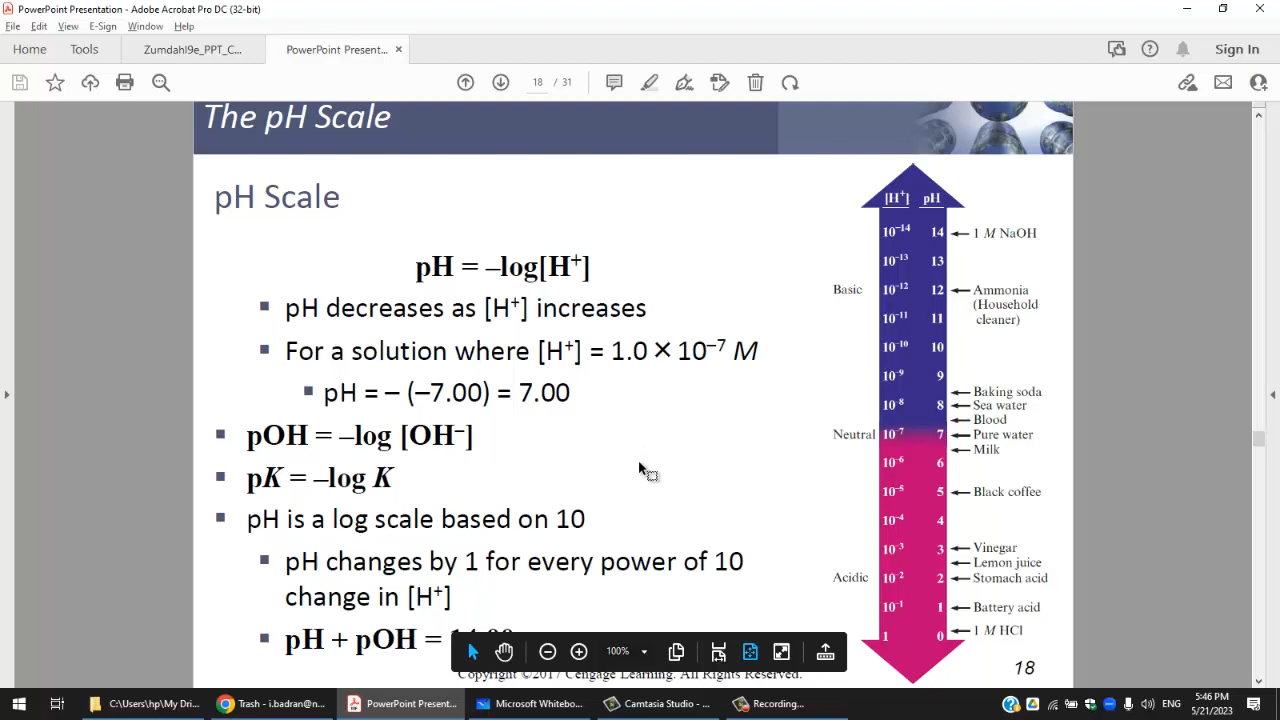 PowerPoint Presentation - Adobe Acrobat Pro DC (32-bit)
File Edit View E-Sign Window Help
Home Tools Zumdahl9e_PPT_C... PowerPoint Present... × Sign In
18 / 31
The pH Scale
pH Scale
pH = –log[H⁺]
▪ pH decreases as [H⁺] increases
▪ For a solution where [H⁺] = 1.0 × 10⁻⁷ M
▪ pH = – (–7.00) = 7.00
▪ pOH = –log [OH⁻]
▪ pK = –log K
▪ pH is a log scale based on 10
▪ pH changes by 1 for every power of 10
change in [H⁺]
▪ pH + pOH = 14.00
[H⁺] pH
10⁻¹⁴ 14 1 M NaOH
10⁻¹³ 13
Basic 10⁻¹² 12 Ammonia
(Household
cleaner)
10⁻¹¹ 11
10⁻¹⁰ 10
10⁻⁹ 9
Baking soda
10⁻⁸ 8 Sea water
Blood
Neutral 10⁻⁷ 7 Pure water
Milk
10⁻⁶ 6
10⁻⁵ 5 Black coffee
10⁻⁴ 4
10⁻³ 3 Vinegar
Lemon juice
Acidic 10⁻² 2 Stomach acid
10⁻¹ 1 Battery acid
1 0 1 M HCl
100%
18
Copyright ©2017 Cengage Learning. All Rights Reserved.
C:\Users\hp\My Dri... Trash - i.badran@n... PowerPoint Present... Microsoft Whitebo... Camtasia Studio - ... Recording... ENG 5:46 PM
5/21/2023